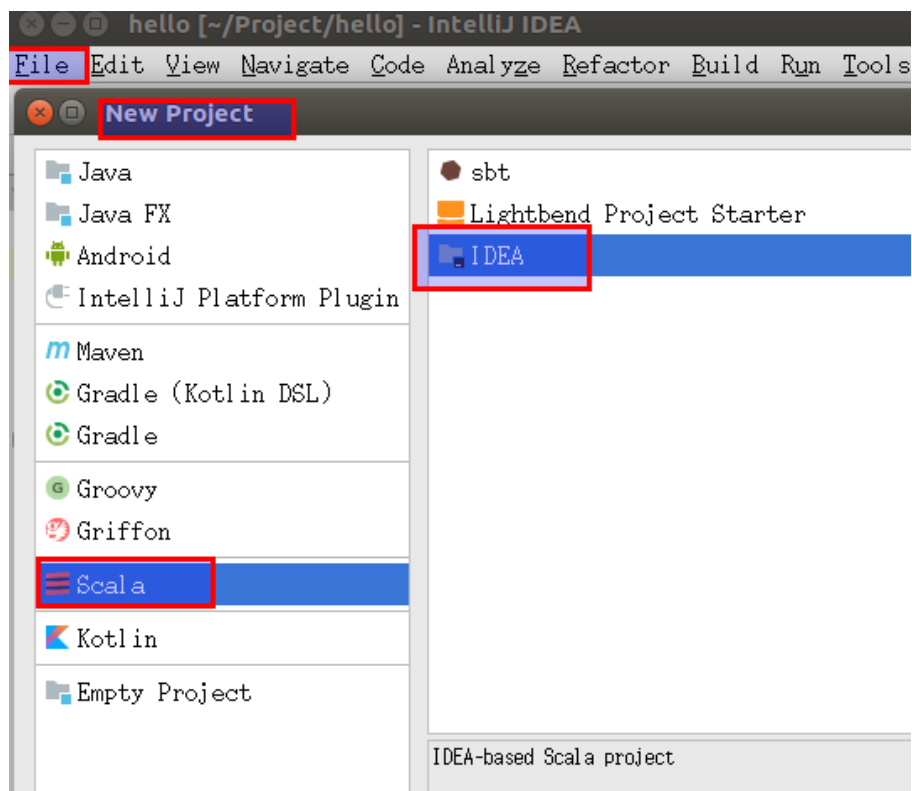 hello [~/Project/hello] - IntelliJ IDEA
File Edit View Navigate Code Analyze Refactor Build Run Tools
New Project
Java
Java FX
Android
IntelliJ Platform Plugin
Maven
Gradle (Kotlin DSL)
Gradle
Groovy
Griffon
Scala
Kotlin
Empty Project
sbt
Lightbend Project Starter
IDEA
IDEA-based Scala project